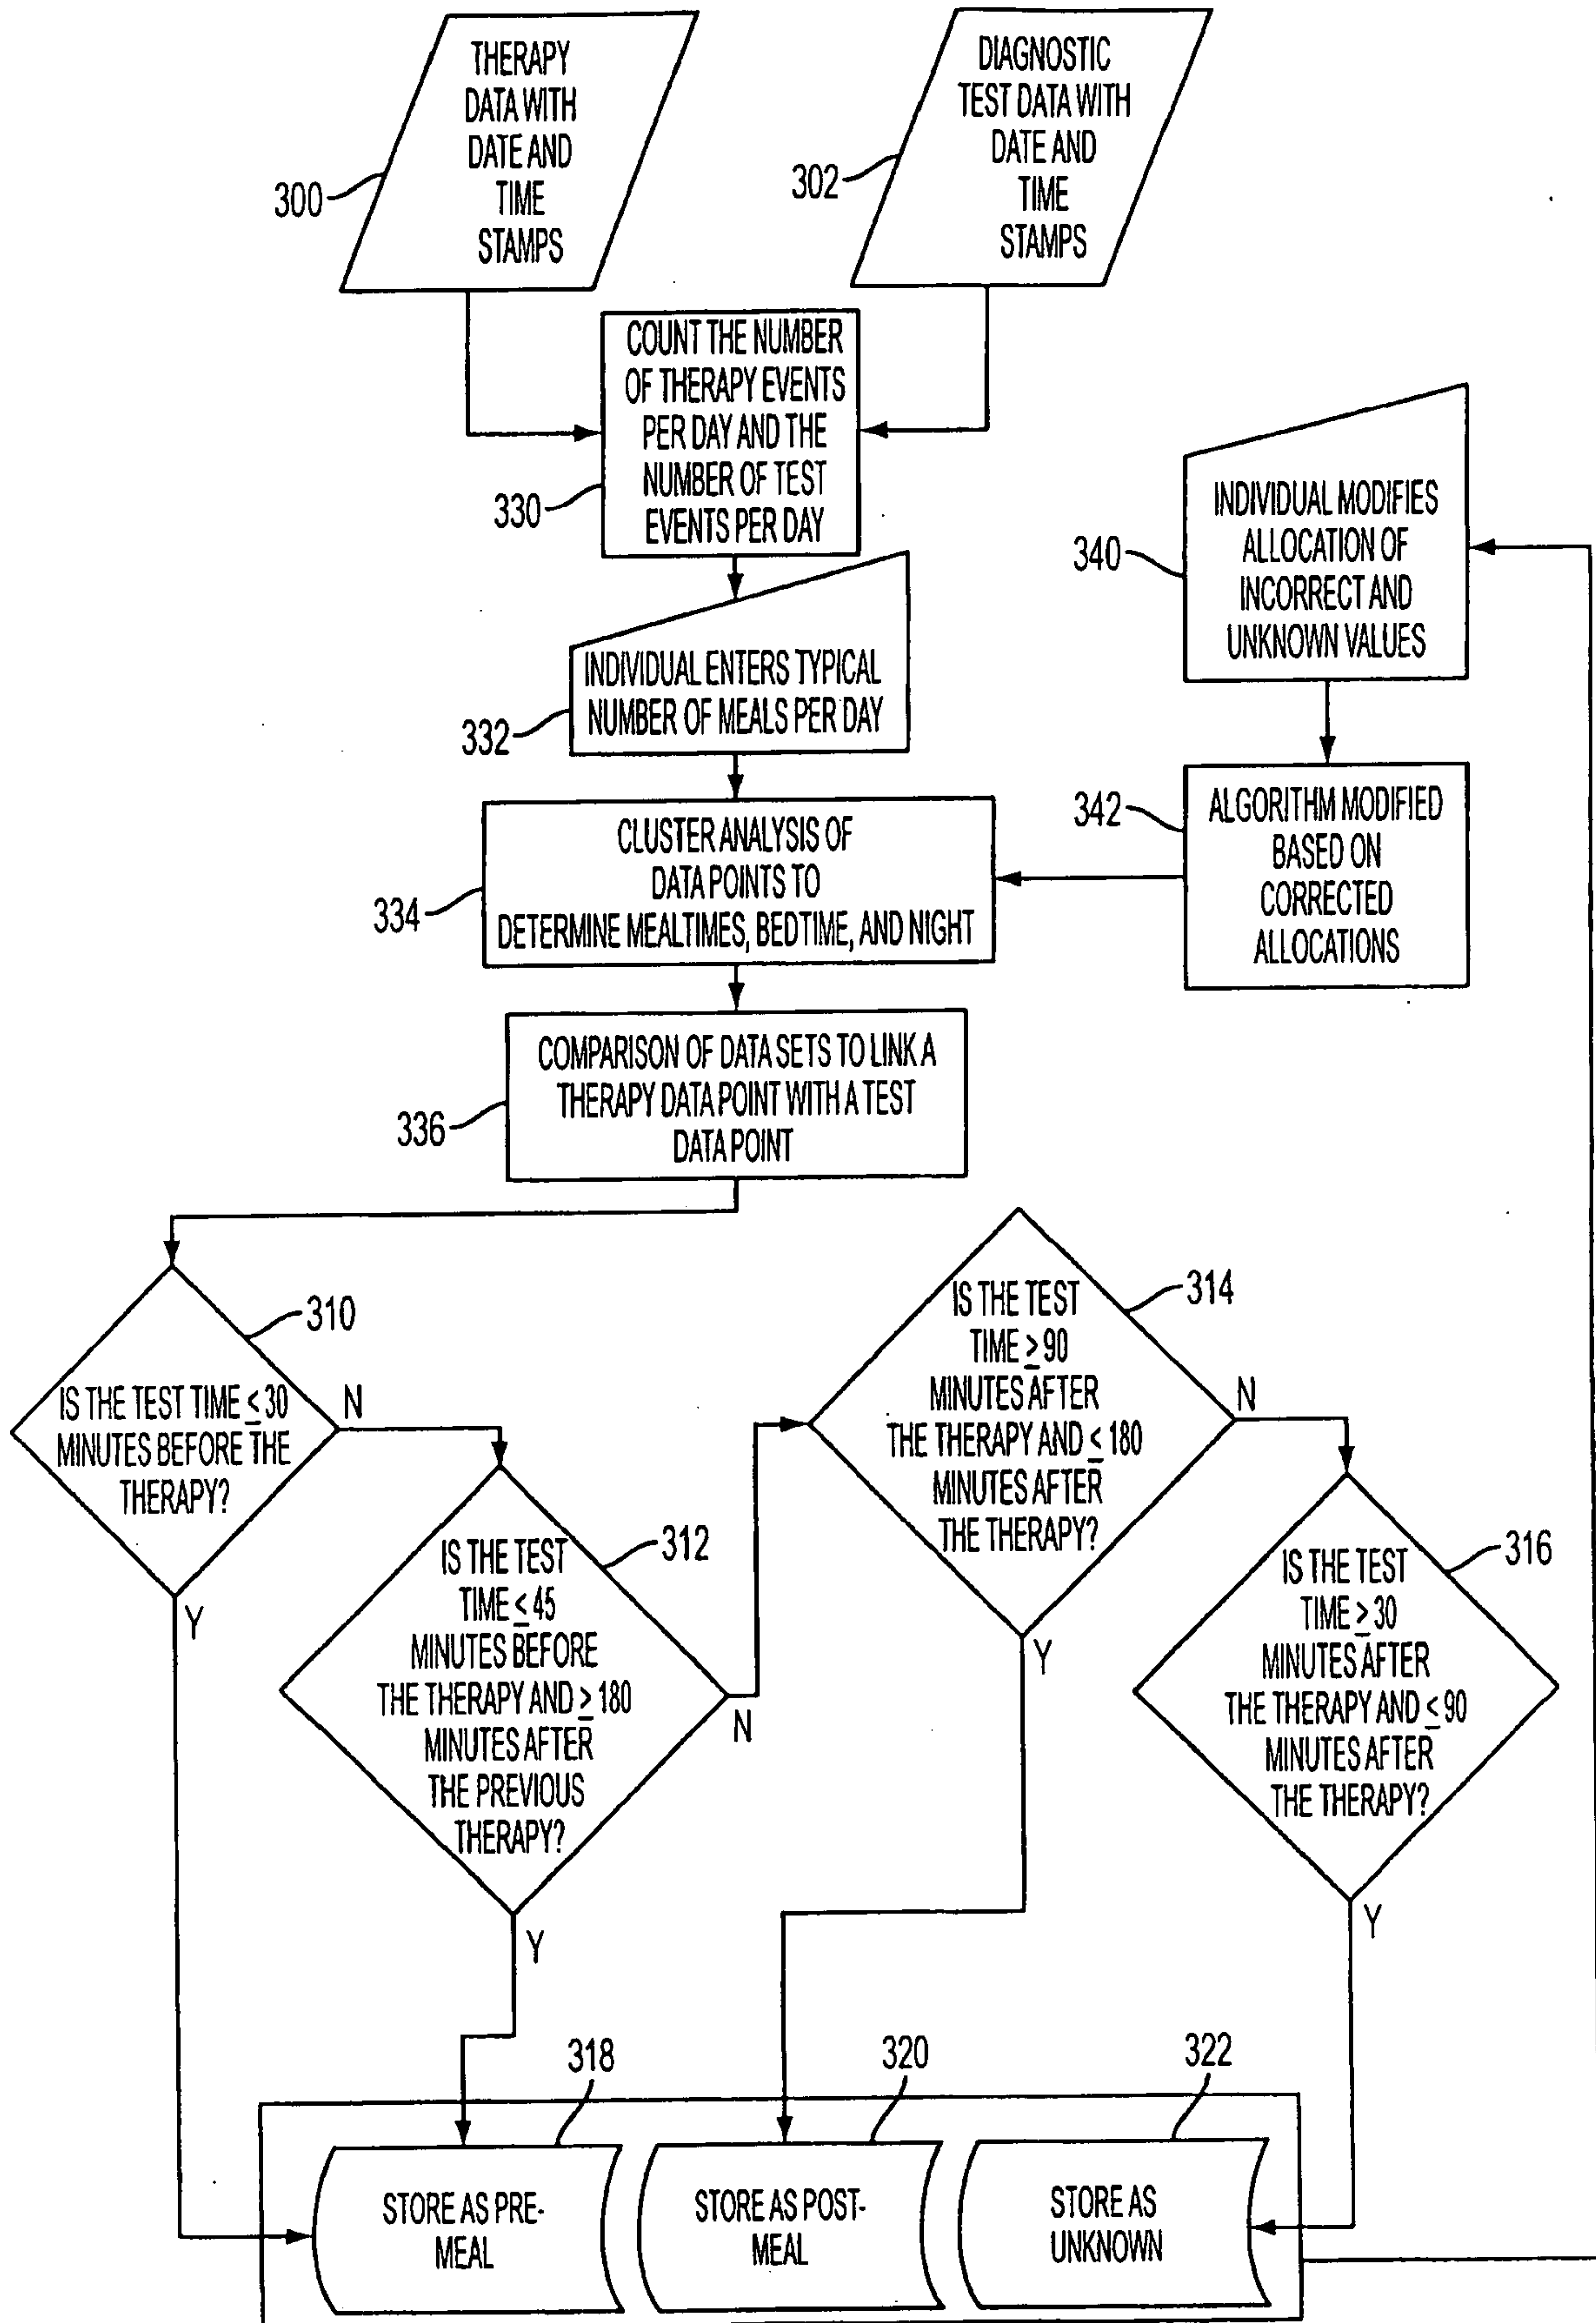 THERAPY
DATA WITH
DATE AND
TIME
STAMPS
300
DIAGNOSTIC
TEST DATA WITH
DATE AND
TIME
STAMPS
302
COUNT THE NUMBER
OF THERAPY EVENTS
PER DAY AND THE
NUMBER OF TEST
EVENTS PER DAY
330
INDIVIDUAL ENTERS TYPICAL
NUMBER OF MEALS PER DAY
332
INDIVIDUAL MODIFIES
ALLOCATION OF
INCORRECT AND
UNKNOWN VALUES
340
ALGORITHM MODIFIED
BASED ON
CORRECTED
ALLOCATIONS
342
CLUSTER ANALYSIS OF
DATA POINTS TO
DETERMINE MEALTIMES, BEDTIME, AND NIGHT
334
COMPARISON OF DATA SETS TO LINK A
THERAPY DATA POINT WITH A TEST
DATA POINT
336
310
IS THE TEST TIME ≤ 30
MINUTES BEFORE THE
THERAPY?
N
Y
312
IS THE TEST
TIME ≤ 45
MINUTES BEFORE
THE THERAPY AND ≥ 180
MINUTES AFTER
THE PREVIOUS
THERAPY?
N
Y
314
IS THE TEST
TIME ≥ 90
MINUTES AFTER
THE THERAPY AND ≤ 180
MINUTES AFTER
THE THERAPY?
N
Y
316
IS THE TEST
TIME ≥ 30
MINUTES AFTER
THE THERAPY AND ≤ 90
MINUTES AFTER
THE THERAPY?
Y
318
STORE AS PRE-
MEAL
320
STORE AS POST-
MEAL
322
STORE AS
UNKNOWN